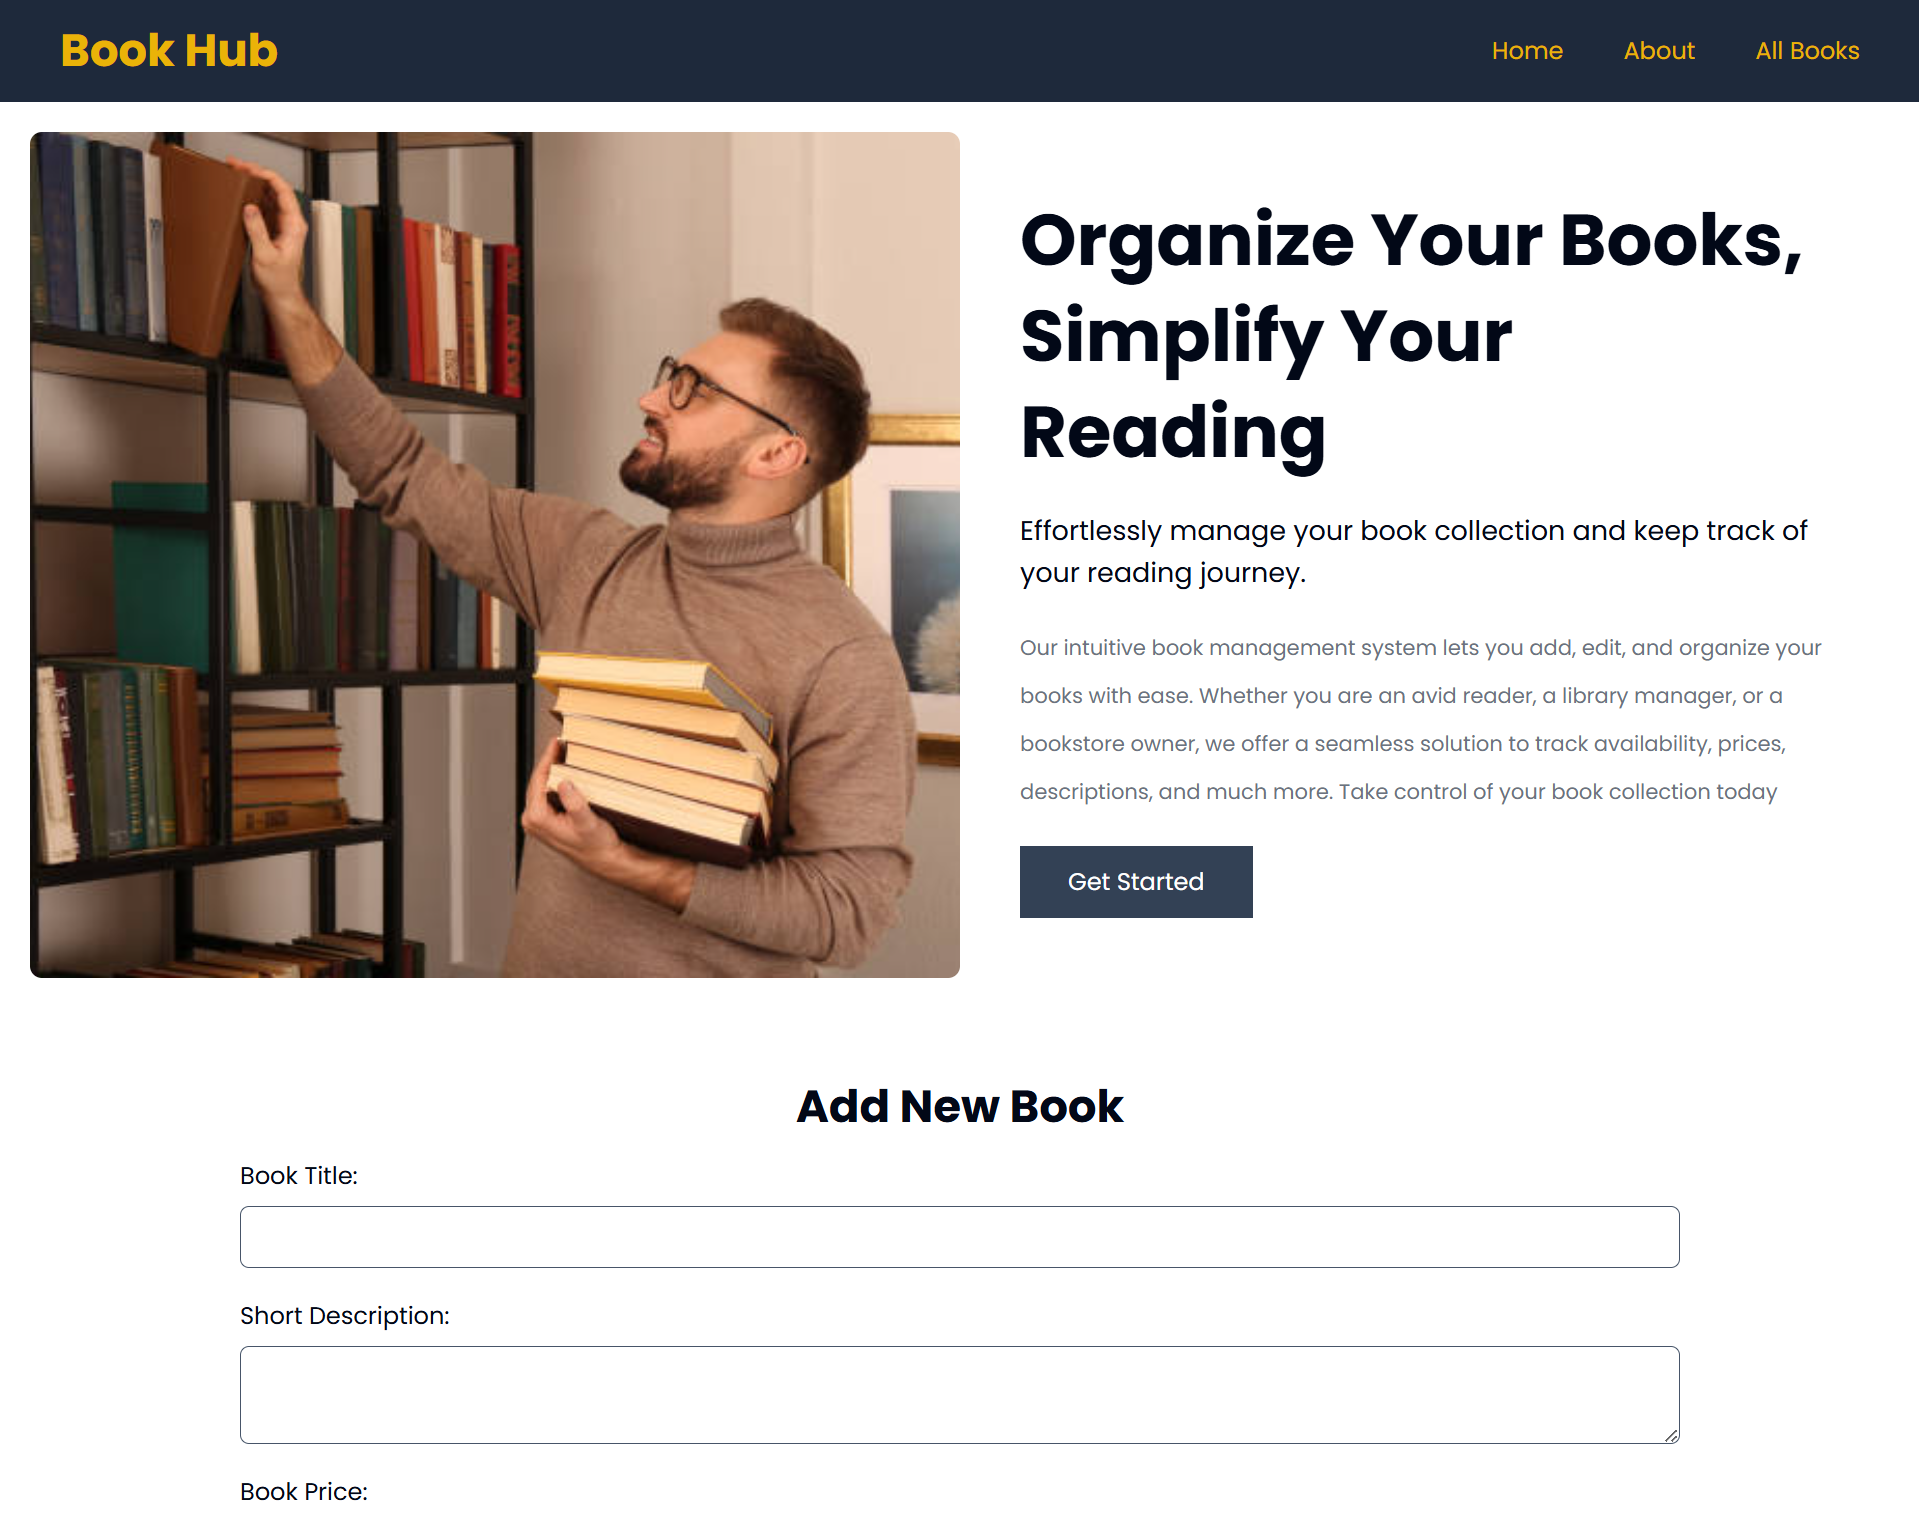 Book Hub
Home About All Books
Organize Your Books,
Simplify Your
Reading
Effortlessly manage your book collection and keep track of
your reading journey.
Our intuitive book management system lets you add, edit, and organize your
books with ease. Whether you are an avid reader, a library manager, or a
bookstore owner, we offer a seamless solution to track availability, prices,
descriptions, and much more. Take control of your book collection today
Get Started
Add New Book
Book Title:
Short Description:
Book Price: